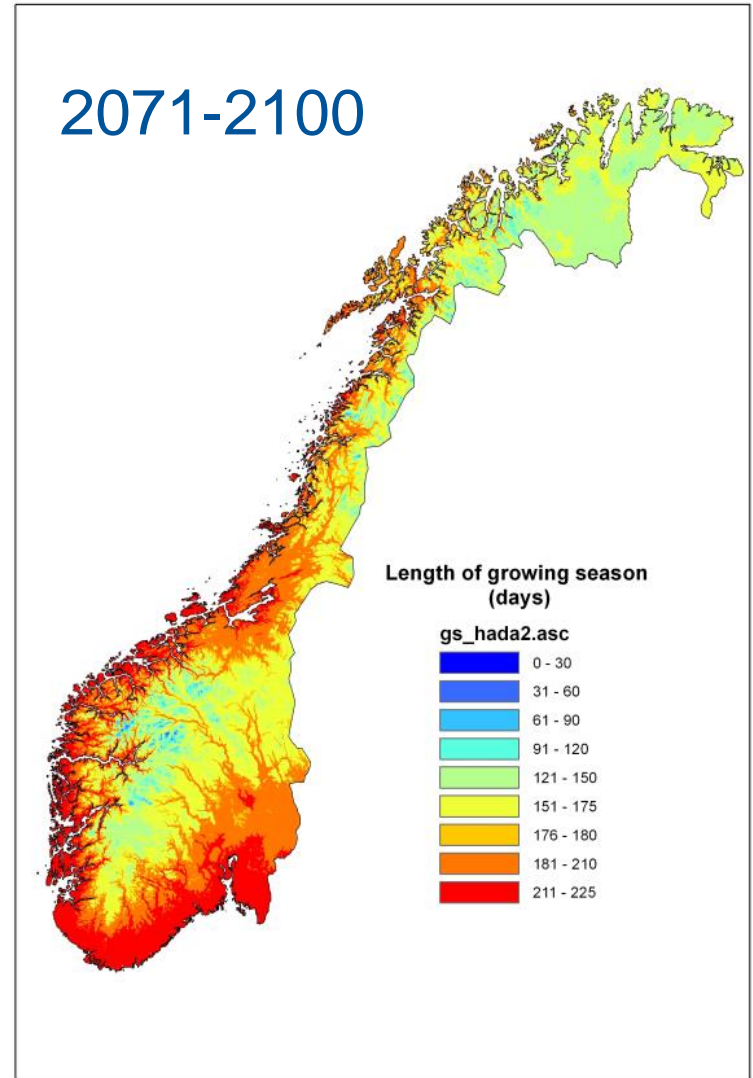 2071-2100
Length of growing season
(days)
gs_hada2.asc
0 - 30
31 - 60
61 - 90
91 - 120
121 - 150
151 - 175
176 - 180
181 - 210
211 - 225